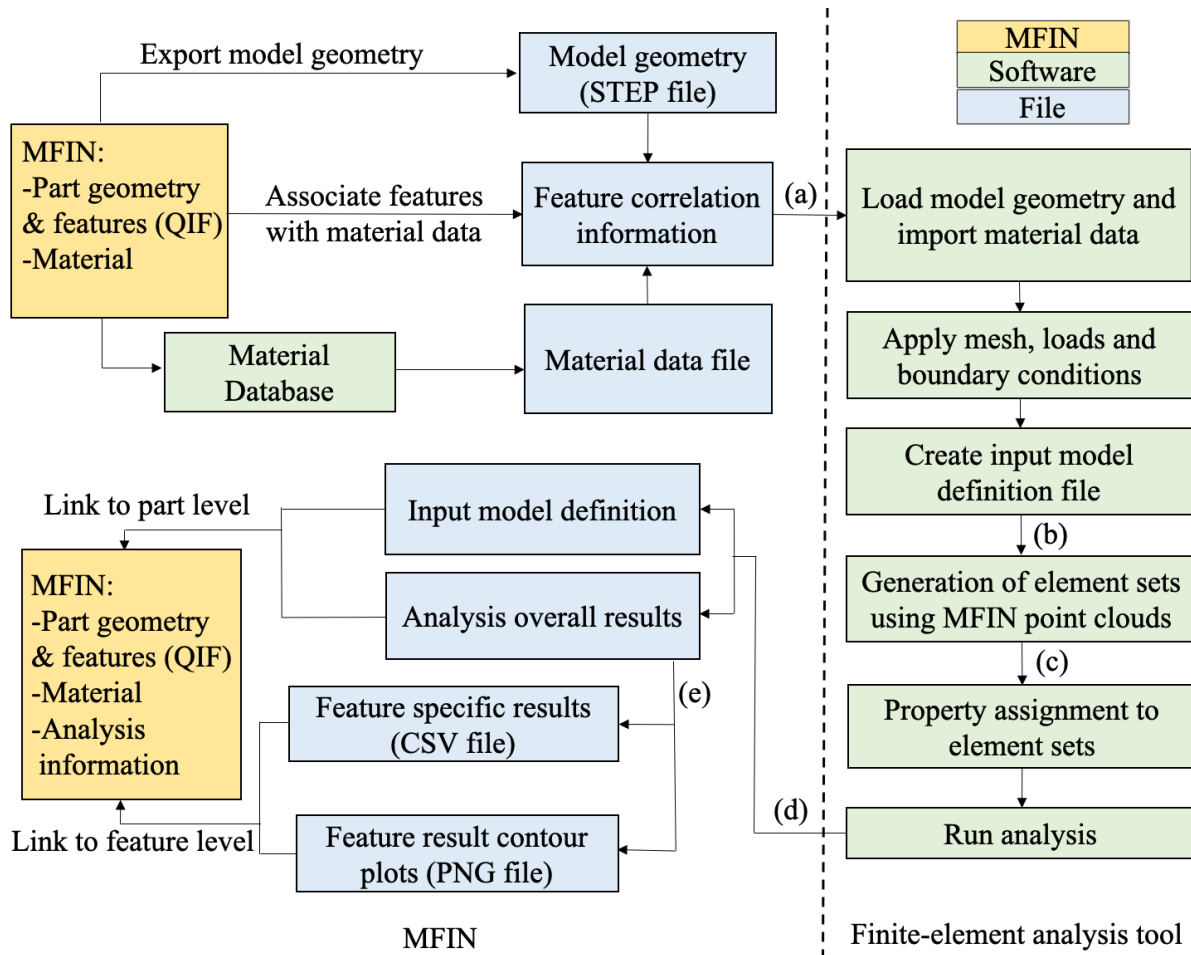 Export model geometry
Model geometry
(STEP file)
MFIN
Software
File
MFIN:
-Part geometry
& features (QIF)
-Material
Associate features
with material data
Feature correlation
information
(a)
Load model geometry and
import material data
Material
Database
Material data file
Apply mesh, loads and
boundary conditions
Create input model
definition file
(b)
Generation of element sets
using MFIN point clouds
(c)
Property assignment to
element sets
Run analysis
(d)
Link to part level
Input model definition
Analysis overall results
(e)
MFIN:
-Part geometry
& features (QIF)
-Material
-Analysis
information
Feature specific results
(CSV file)
Link to feature level
Feature result contour
plots (PNG file)
MFIN
Finite-element analysis tool